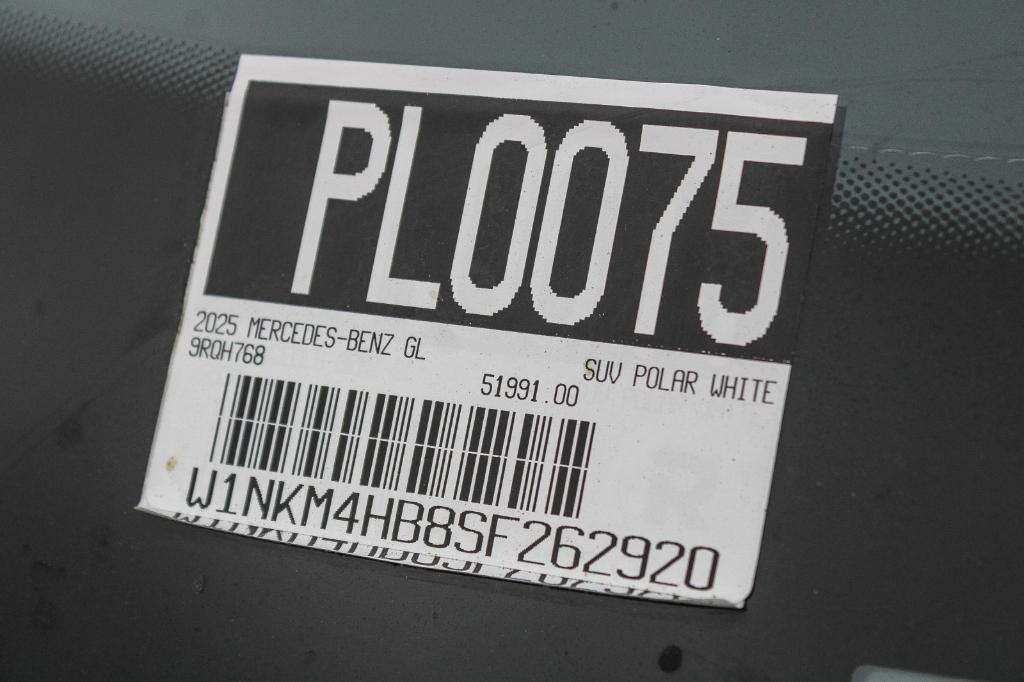 PL0075
2025 MERCEDES-BENZ GL
SUV POLAR WHITE
9RQH768
51991.00
W1NKM4HB8SF262920